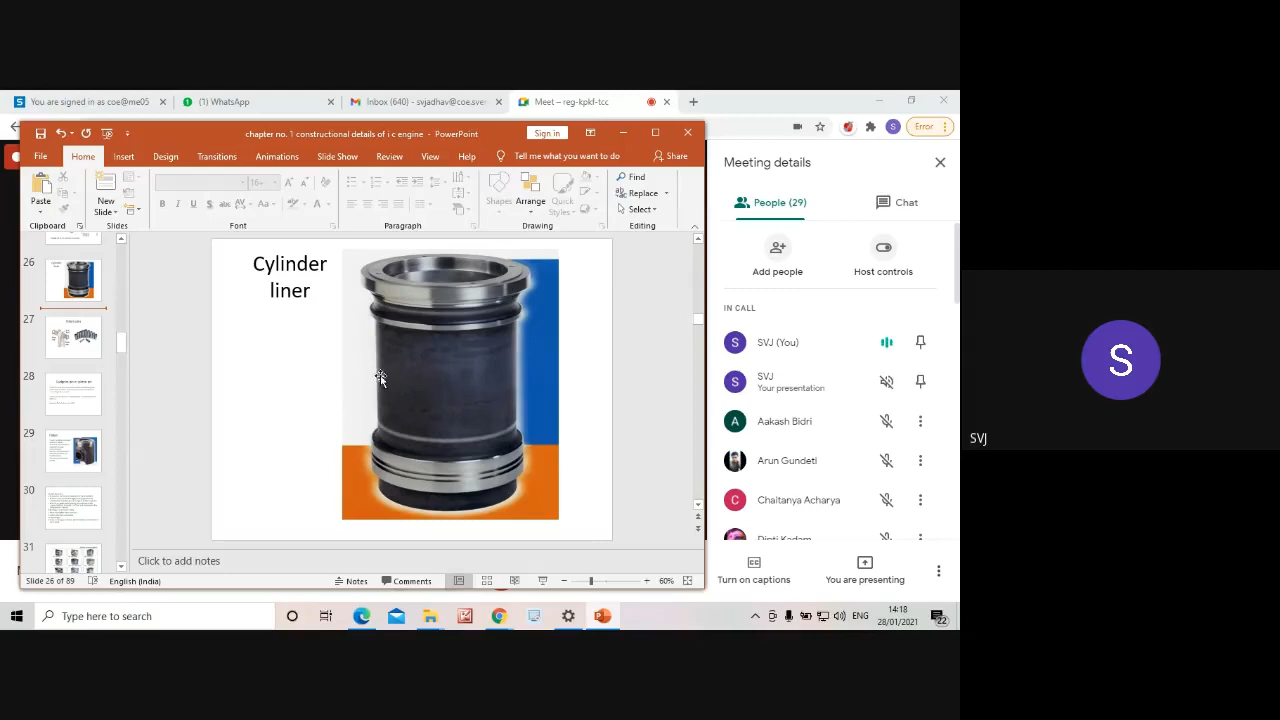 You are signed in as coe@me05
(1) WhatsApp
Inbox (640) - svjadhav@coe.sve
Meet – reg-kpkf-tcc
chapter no. 1 constructional details of i c engine - PowerPoint
Sign in
Error
File
Home
Insert
Design
Transitions
Animations
Slide Show
Review
View
Help
Tell me what you want to do
Share
Paste
New
Slide
16+
Shapes
Arrange
Quick
Styles
Find
Replace
Select
Clipboard
Slides
Font
Paragraph
Drawing
Editing
26
27
28
29
30
31
Cylinder
liner
Click to add notes
Slide 26 of 89
English (India)
Notes
Comments
60%
Meeting details
People (29)
Chat
Add people
Host controls
IN CALL
S
SVJ (You)
S
SVJ
Your presentation
A
Aakash Bidri
Arun Gundeti
C
Chaitanya Acharya
Dipti Kadam
Turn on captions
You are presenting
Type here to search
ENG
14:18
28/01/2021
22
S
SVJ